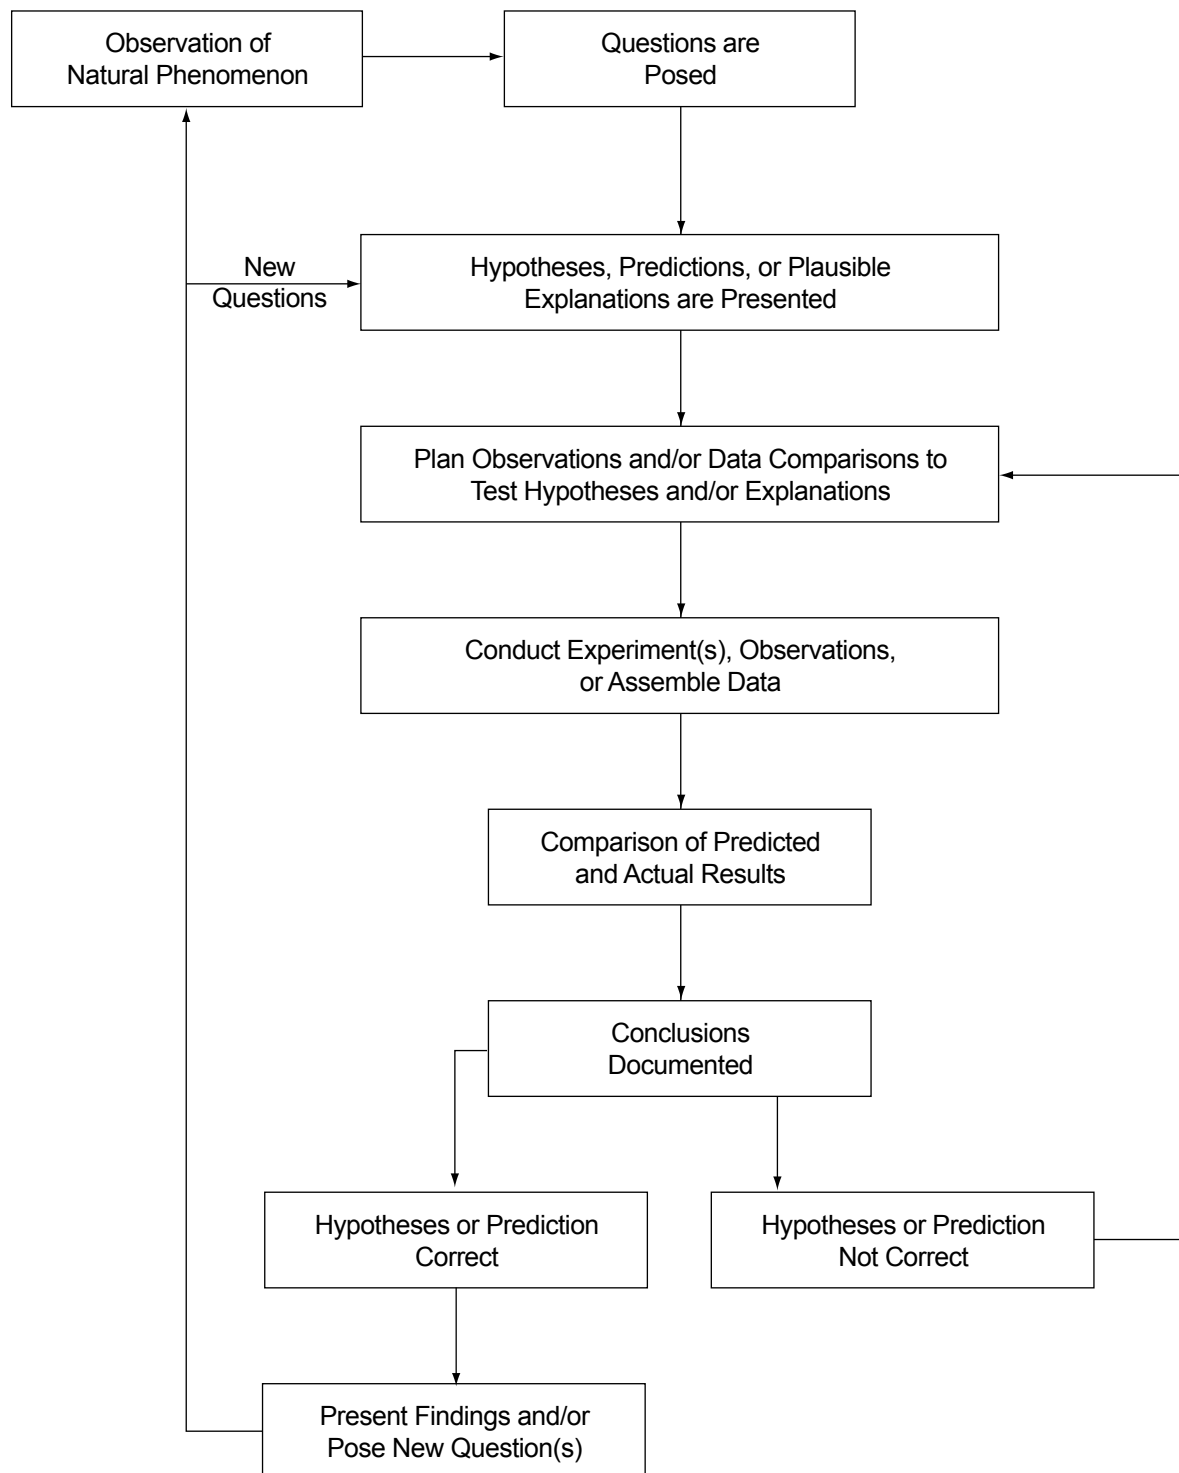 Observation of
Natural Phenomenon
Questions are
Posed
New
Questions
Hypotheses, Predictions, or Plausible
Explanations are Presented
Plan Observations and/or Data Comparisons to
Test Hypotheses and/or Explanations
Conduct Experiment(s), Observations,
or Assemble Data
Comparison of Predicted
and Actual Results
Conclusions
Documented
Hypotheses or Prediction
Correct
Hypotheses or Prediction
Not Correct
Present Findings and/or
Pose New Question(s)